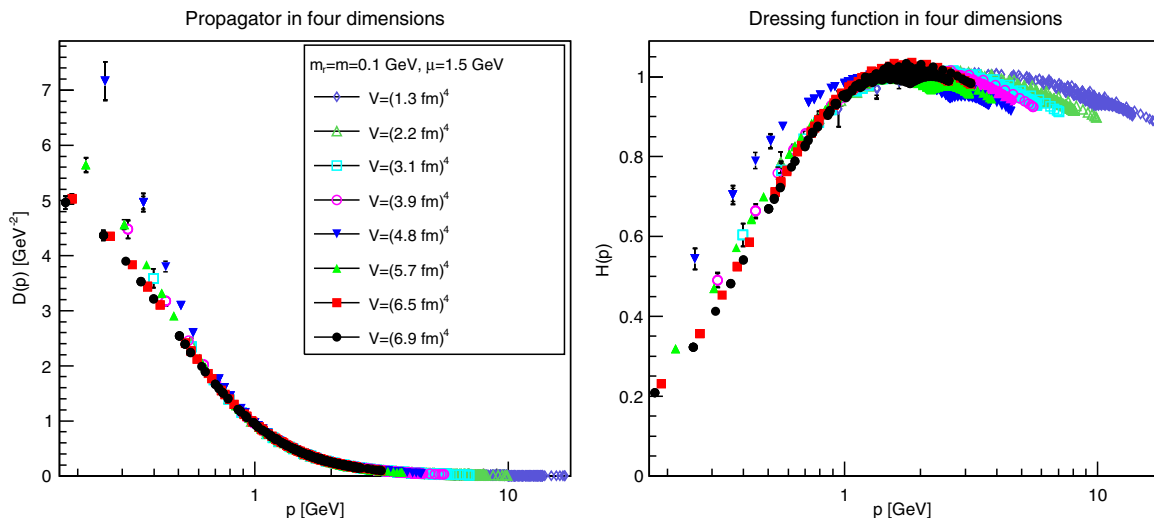 Propagator in four dimensions
D(p) [GeV⁻²]
7
6
5
4
3
2
1
0
mᵣ=m=0.1 GeV, μ=1.5 GeV
V=(1.3 fm)⁴
V=(2.2 fm)⁴
V=(3.1 fm)⁴
V=(3.9 fm)⁴
V=(4.8 fm)⁴
V=(5.7 fm)⁴
V=(6.5 fm)⁴
V=(6.9 fm)⁴
1 10
p [GeV]
Dressing function in four dimensions
H(p)
1
0.8
0.6
0.4
0.2
0
1 10
p [GeV]